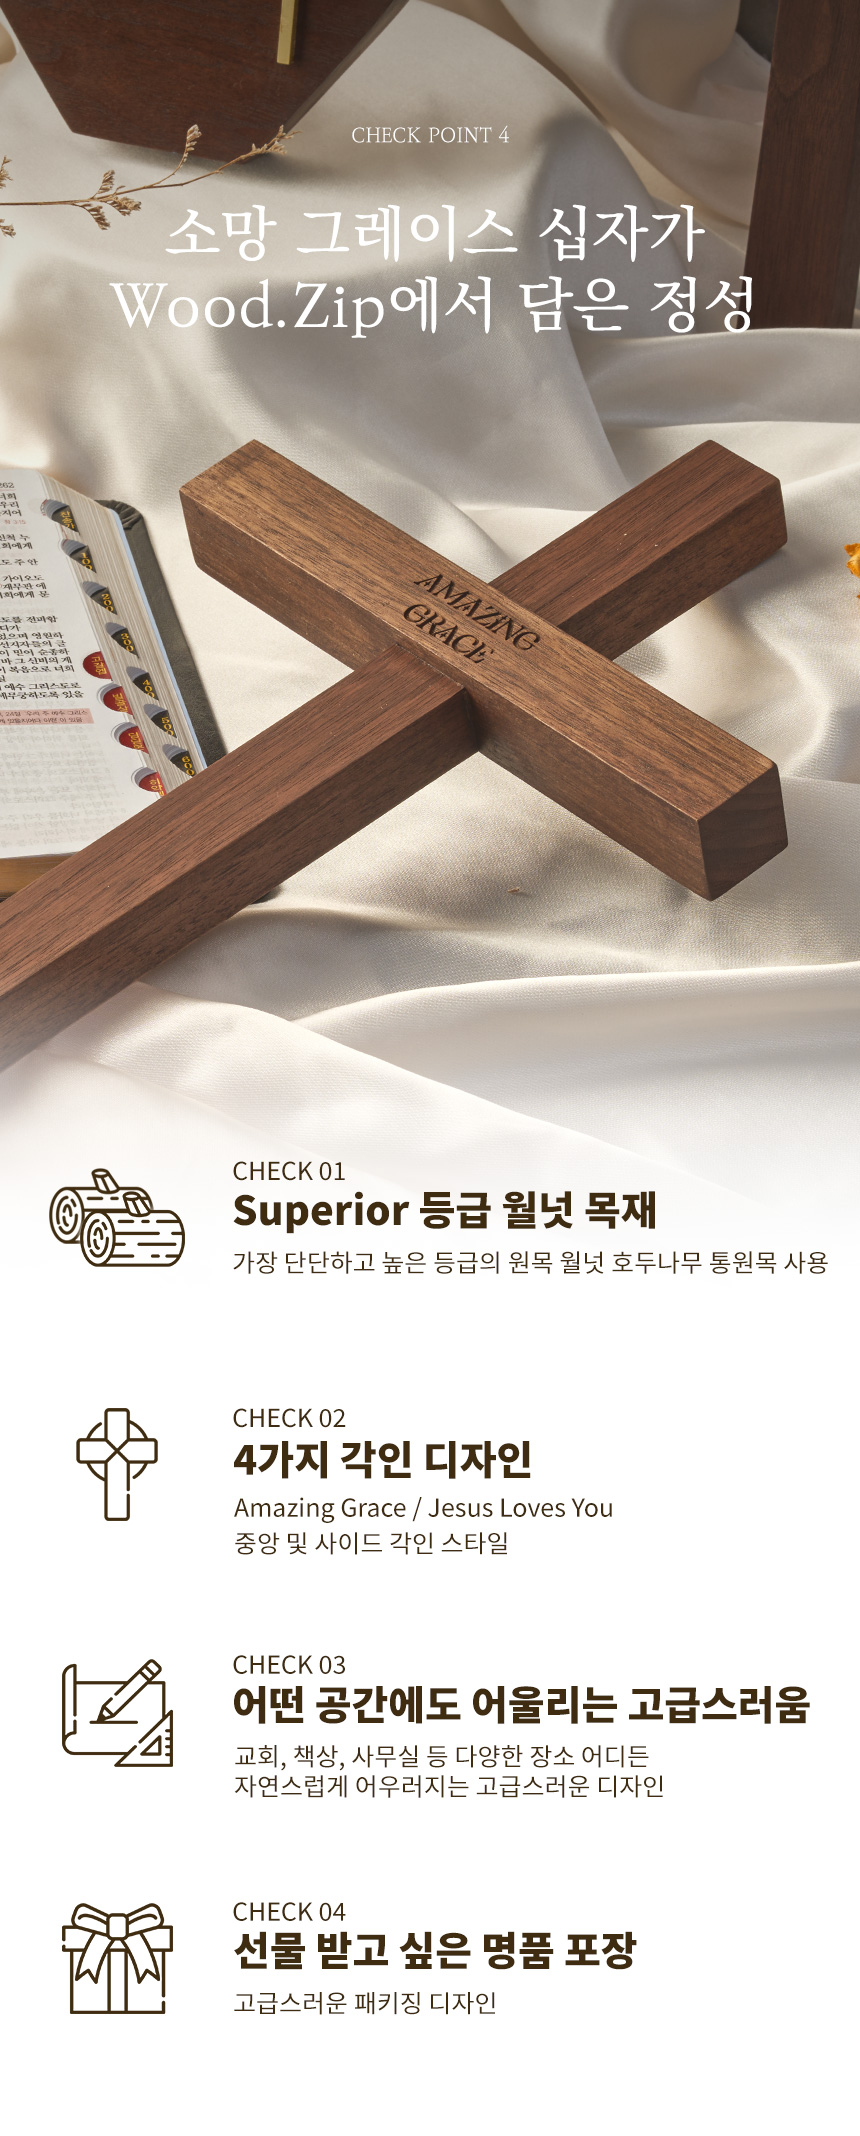 CHECK POINT 4
소망 그레이스 십자가
Wood.Zip에서 담은 정성
262
AMAZING
GRACE
100
200
300
400
500
600
CHECK 01
Superior 등급 월넛 목재
가장 단단하고 높은 등급의 원목 월넛 호두나무 통원목 사용
CHECK 02
4가지 각인 디자인
Amazing Grace / Jesus Loves You
중앙 및 사이드 각인 스타일
CHECK 03
어떤 공간에도 어울리는 고급스러움
교회, 책상, 사무실 등 다양한 장소 어디든
자연스럽게 어우러지는 고급스러운 디자인
CHECK 04
선물 받고 싶은 명품 포장
고급스러운 패키징 디자인